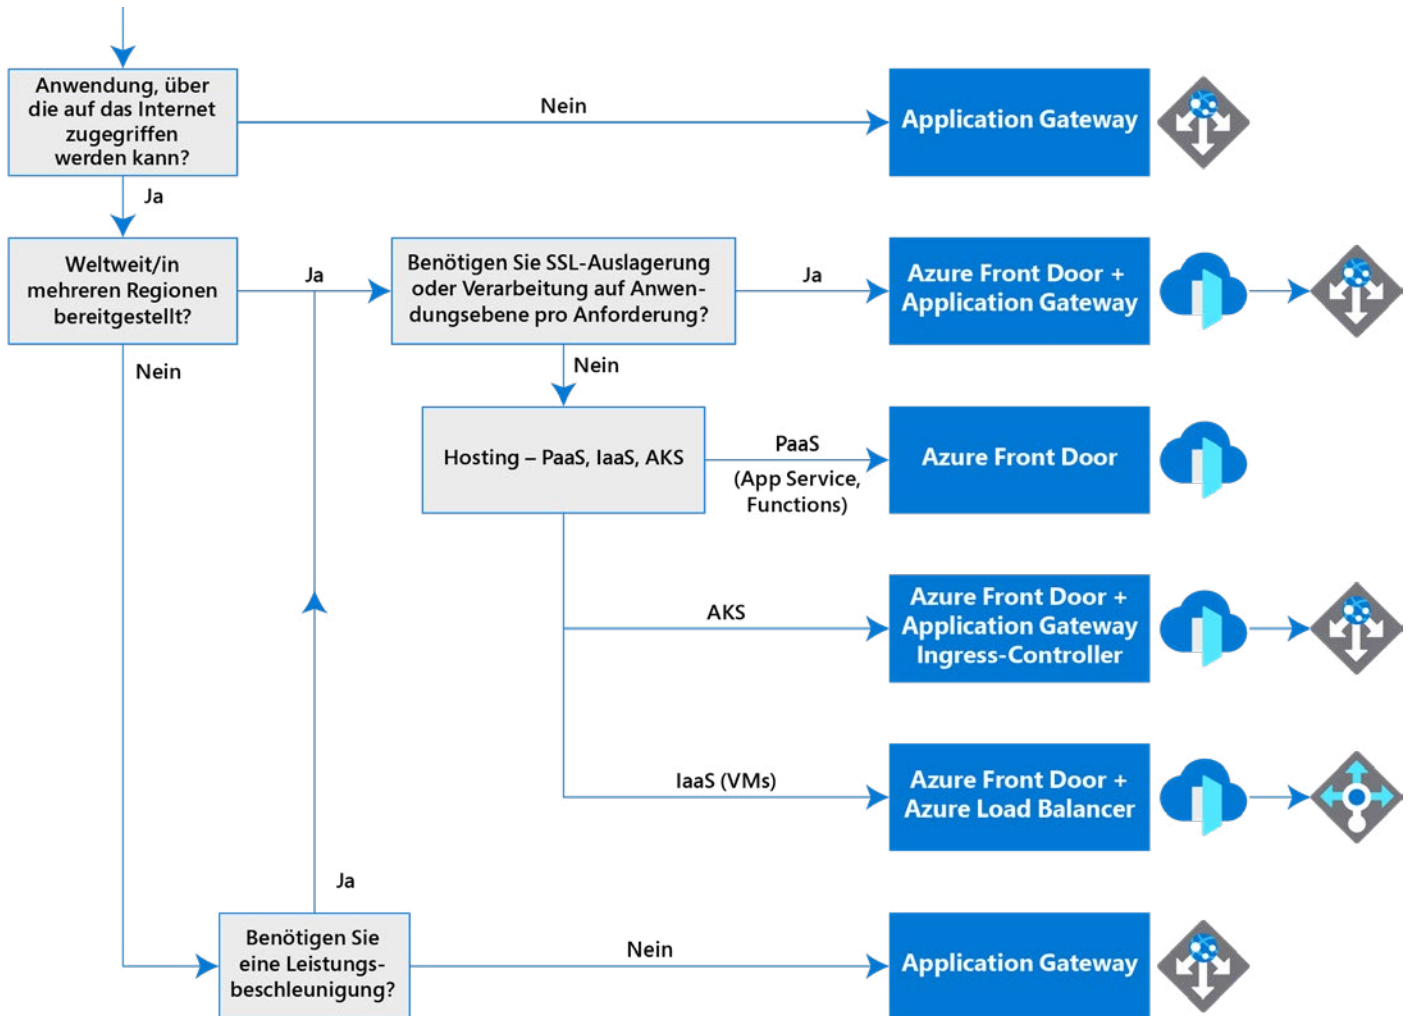 Anwendung, über
die auf das Internet
zugegriffen
werden kann?
Nein
Application Gateway
Ja
Weltweit/in
mehreren Regionen
bereitgestellt?
Ja
Benötigen Sie SSL-Auslagerung
oder Verarbeitung auf Anwen-
dungsebene pro Anforderung?
Ja
Azure Front Door +
Application Gateway
Nein
Nein
Hosting – PaaS, IaaS, AKS
PaaS
(App Service,
Functions)
Azure Front Door
AKS
Azure Front Door +
Application Gateway
Ingress-Controller
IaaS (VMs)
Azure Front Door +
Azure Load Balancer
Ja
Benötigen Sie
eine Leistungs-
beschleunigung?
Nein
Application Gateway